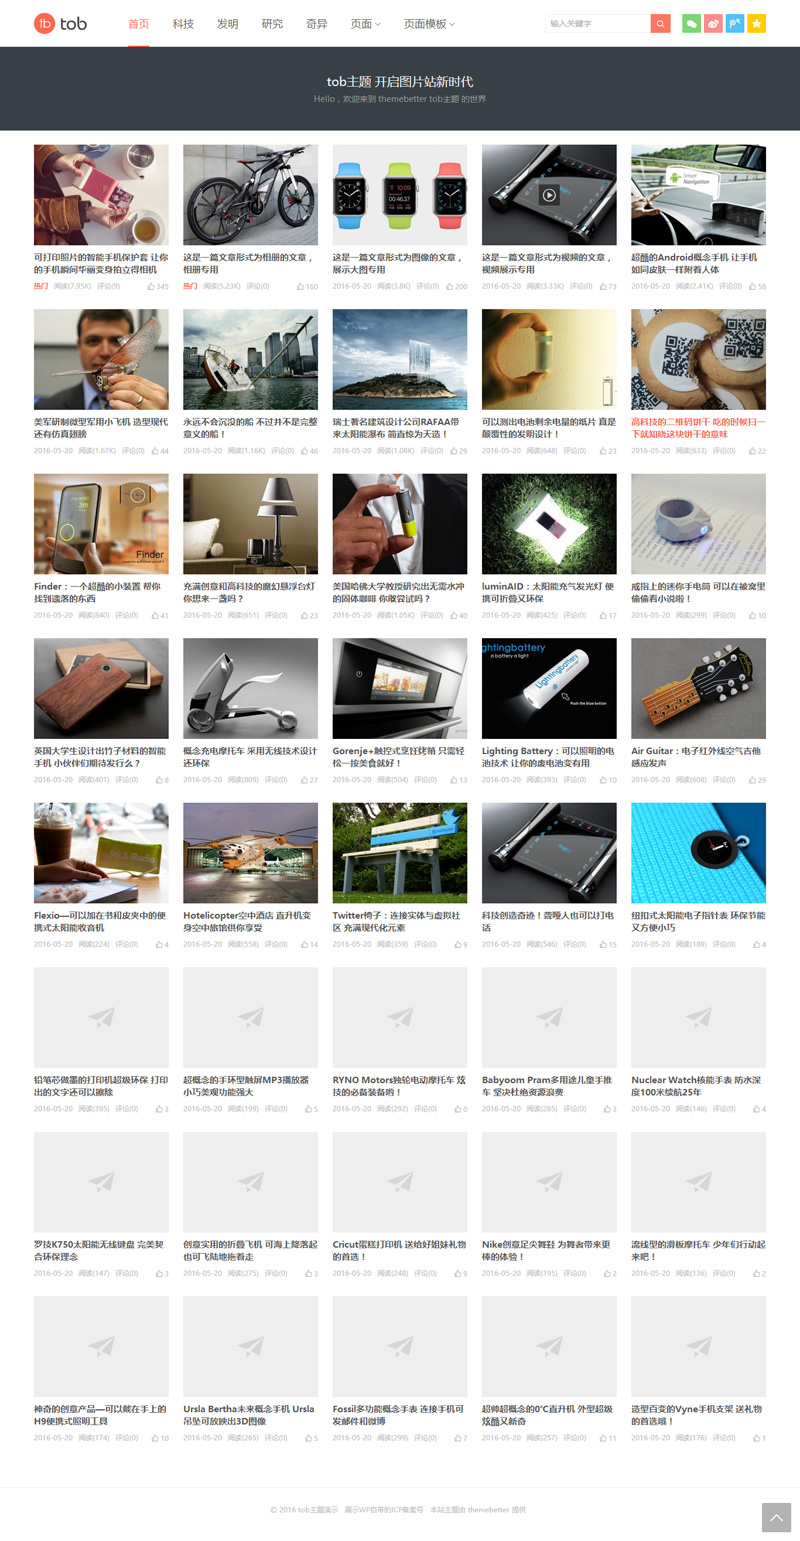 tb tob 首页 科技 发明 研究 奇异 页面 页面模板 输入关键字
tob主题 开启图片站新时代
Hello，欢迎来到 themebetter tob主题 的世界
可打印照片的智能手机保护套 让你
的手机瞬间华丽变身拍立得相机
热门 阅读(7.95K) 评论(9) 345
这是一篇文章形式为相册的文章，
相册专用
热门 阅读(5.23K) 评论(0) 160
这是一篇文章形式为图像的文章，
展示大图专用
2016-05-20 阅读(3.8K) 评论(0) 200
这是一篇文章形式为视频的文章，
视频展示专用
2016-05-20 阅读(3.33K) 评论(0) 73
Smart
Navigation
超酷的Android概念手机 让手机
如同皮肤一样附着人体
2016-05-20 阅读(2.41K) 评论(0) 58
美军研制微型军用小飞机 造型现代
还有仿真翅膀
2016-05-20 阅读(1.67K) 评论(0) 44
永远不会沉没的船 不过并不是完整
意义的船！
2016-05-20 阅读(1.16K) 评论(0) 46
瑞士著名建筑设计公司RAFAA带
来太阳能瀑布 简直惊为天造！
2016-05-20 阅读(1.08K) 评论(0) 29
可以测出电池剩余电量的纸片 真是
颠覆性的发明设计！
2016-05-20 阅读(648) 评论(0) 23
高科技的二维码饼干 吃的时候扫一
下就知晓这块饼干的意味
2016-05-20 阅读(633) 评论(0) 22
3m
Finder
Finder：一个超酷的小装置 帮你
找到遗落的东西
2016-05-20 阅读(840) 评论(0) 41
充满创意和高科技的魔幻悬浮台灯
你想来一盏吗？
2016-05-20 阅读(651) 评论(0) 23
美国哈佛大学教授研究出无需水冲
的固体咖啡 你敢尝试吗？
2016-05-20 阅读(1.05K) 评论(0) 40
luminAID：太阳能充气发光灯 便
携可折叠又环保
2016-05-20 阅读(425) 评论(0) 17
戒指上的迷你手电筒 可以在被窝里
偷偷看小说啦！
2016-05-20 阅读(299) 评论(0) 10
英国大学生设计出竹子材料的智能
手机 小伙伴们期待发行么？
2016-05-20 阅读(401) 评论(0) 8
概念充电摩托车 采用无线技术设计
还环保
2016-05-20 阅读(809) 评论(0) 27
Gorenje+触控式烹饪烤箱 只需轻
松一按美食就好！
2016-05-20 阅读(504) 评论(0) 13
ghtingbattery
a battery a light
Lightingbattery
Push the blue botton
Lighting Battery：可以照明的电
池技术 让你的废电池变有用
2016-05-20 阅读(393) 评论(0) 10
Air Guitar：电子红外线空气吉他
感应发声
2016-05-20 阅读(608) 评论(0) 29
96.3 iRadio
Flexio—可以加在书和皮夹中的便
携式太阳能收音机
2016-05-20 阅读(224) 评论(0) 4
Hotelicopter空中酒店 直升机变
身空中旅馆供你享受
2016-05-20 阅读(558) 评论(0) 14
Twitter椅子：连接实体与虚拟社
区 充满现代化元素
2016-05-20 阅读(359) 评论(0) 9
科技创造奇迹！聋哑人也可以打电
话
2016-05-20 阅读(546) 评论(0) 15
纽扣式太阳能电子指针表 环保节能
又方便小巧
2016-05-20 阅读(189) 评论(0) 4
铅笔芯做墨的打印机超级环保 打印
出的文字还可以擦除
2016-05-20 阅读(395) 评论(0) 3
超概念的手环型触屏MP3播放器
小巧美观功能强大
2016-05-20 阅读(199) 评论(0) 5
RYNO Motors独轮电动摩托车 炫
技的必备装备哟！
2016-05-20 阅读(292) 评论(0) 0
Babyoom Pram多用途儿童手推
车 坚决杜绝资源浪费
2016-05-20 阅读(285) 评论(0) 3
Nuclear Watch核能手表 防水深
度100米续航25年
2016-05-20 阅读(146) 评论(0) 4
罗技K750太阳能无线键盘 完美契
合环保理念
2016-05-20 阅读(147) 评论(0) 3
创意实用的折叠飞机 可海上降落起
也可飞陆地拖着走
2016-05-20 阅读(275) 评论(0) 3
Cricut蛋糕打印机 送给好姐妹礼物
的首选！
2016-05-20 阅读(248) 评论(0) 9
Nike创意足尖舞鞋 为舞者带来更
棒的体验！
2016-05-20 阅读(195) 评论(0) 2
流线型的滑板摩托车 少年们行动起
来吧！
2016-05-20 阅读(136) 评论(0) 2
神奇的创意产品—可以戴在手上的
H9便携式照明工具
2016-05-20 阅读(174) 评论(0) 10
Ursla Bertha未来概念手机 Ursla
吊坠可放映出3D图像
2016-05-20 阅读(265) 评论(0) 5
Fossil多功能概念手表 连接手机可
发邮件和微博
2016-05-20 阅读(299) 评论(0) 7
超帅超概念的0℃直升机 外型超级
炫酷又新奇
2016-05-20 阅读(257) 评论(0) 11
造型百变的Vyne手机支架 送礼物
的首选哦！
2016-05-20 阅读(176) 评论(0) 1
© 2016 tob主题演示 展示WP自带的ICP备案号 本站主题由 themebetter 提供